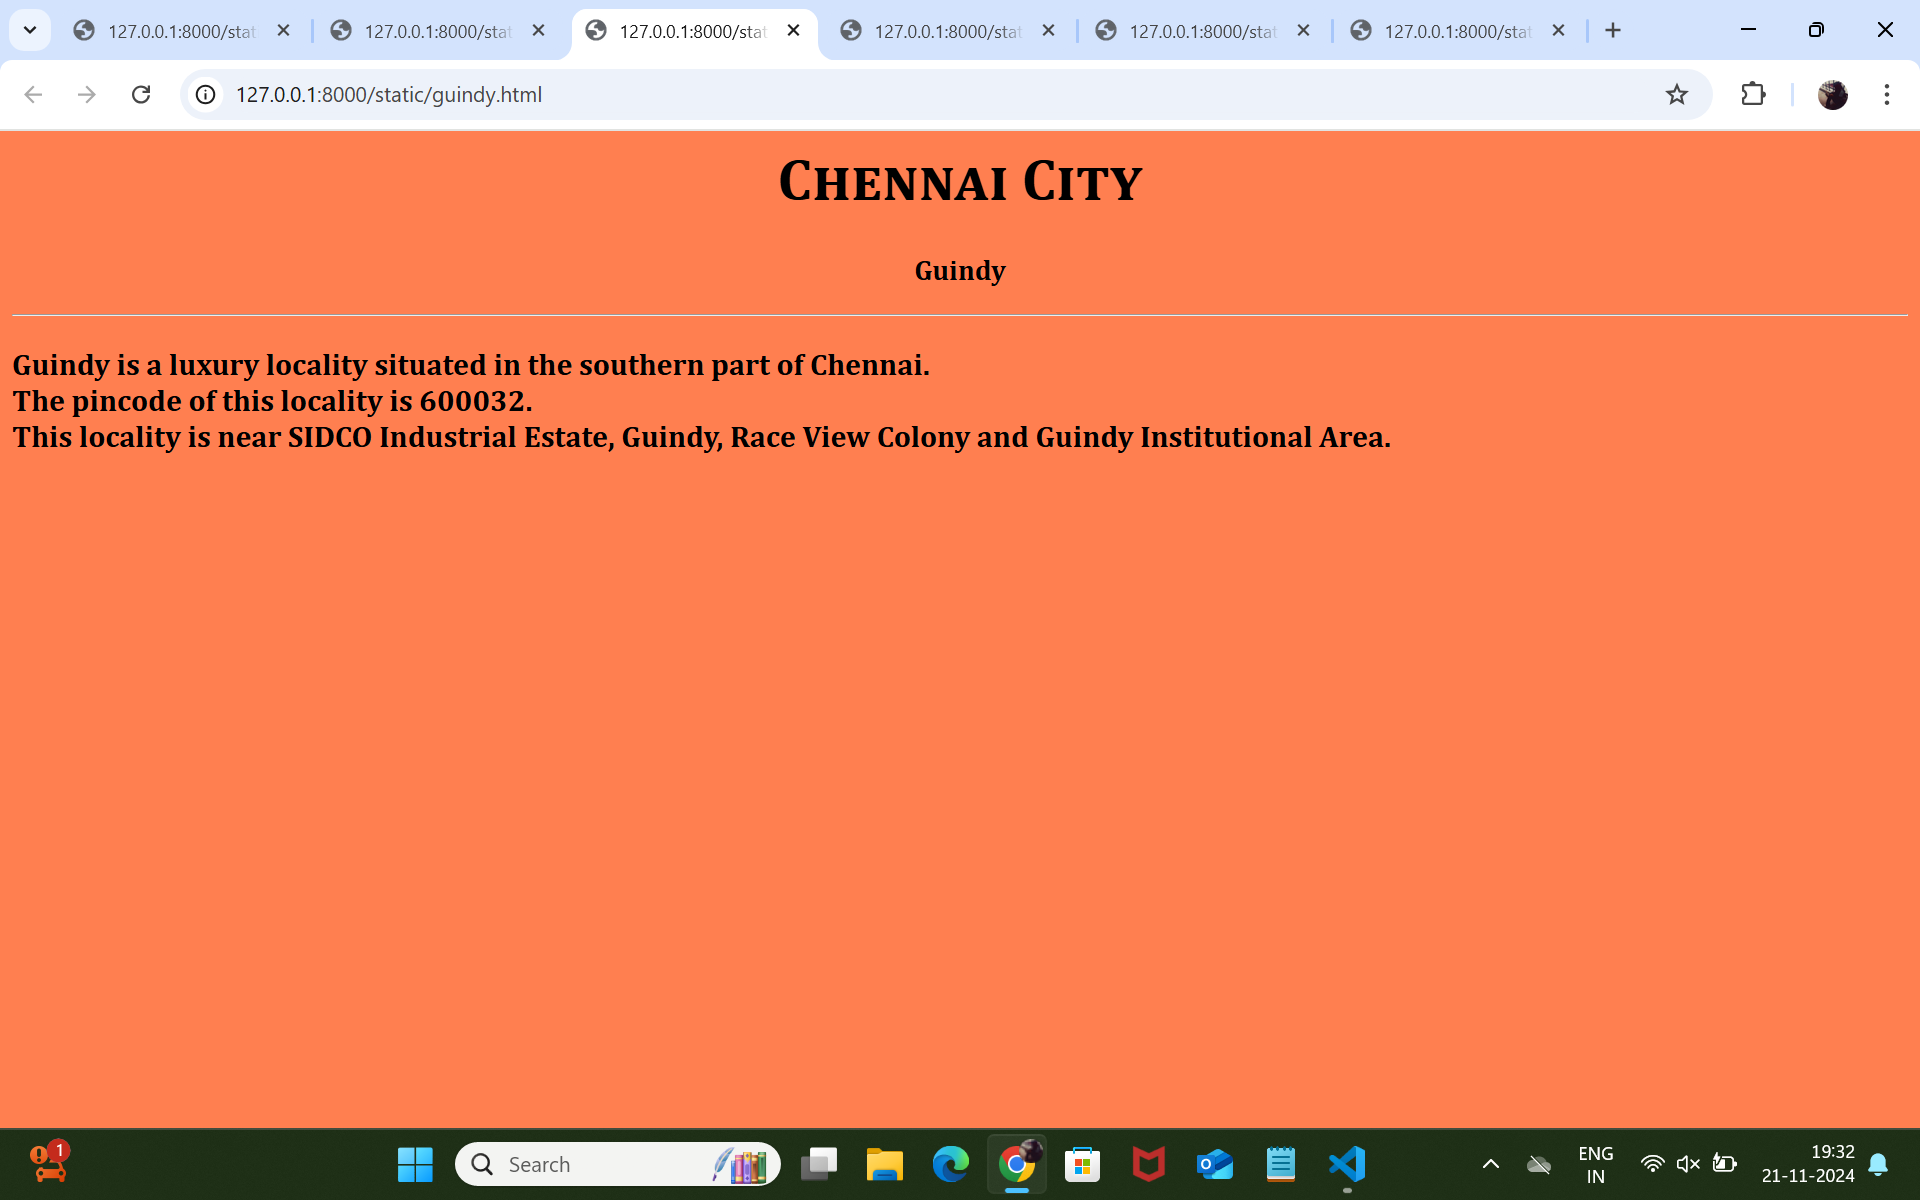 127.0.0.1:8000/stat
127.0.0.1:8000/stat
127.0.0.1:8000/stat
127.0.0.1:8000/stat
127.0.0.1:8000/stat
127.0.0.1:8000/stat
127.0.0.1:8000/static/guindy.html
Chennai City
Guindy
Guindy is a luxury locality situated in the southern part of Chennai.
The pincode of this locality is 600032.
This locality is near SIDCO Industrial Estate, Guindy, Race View Colony and Guindy Institutional Area.
1
Search
ENG
IN
19:32
21-11-2024